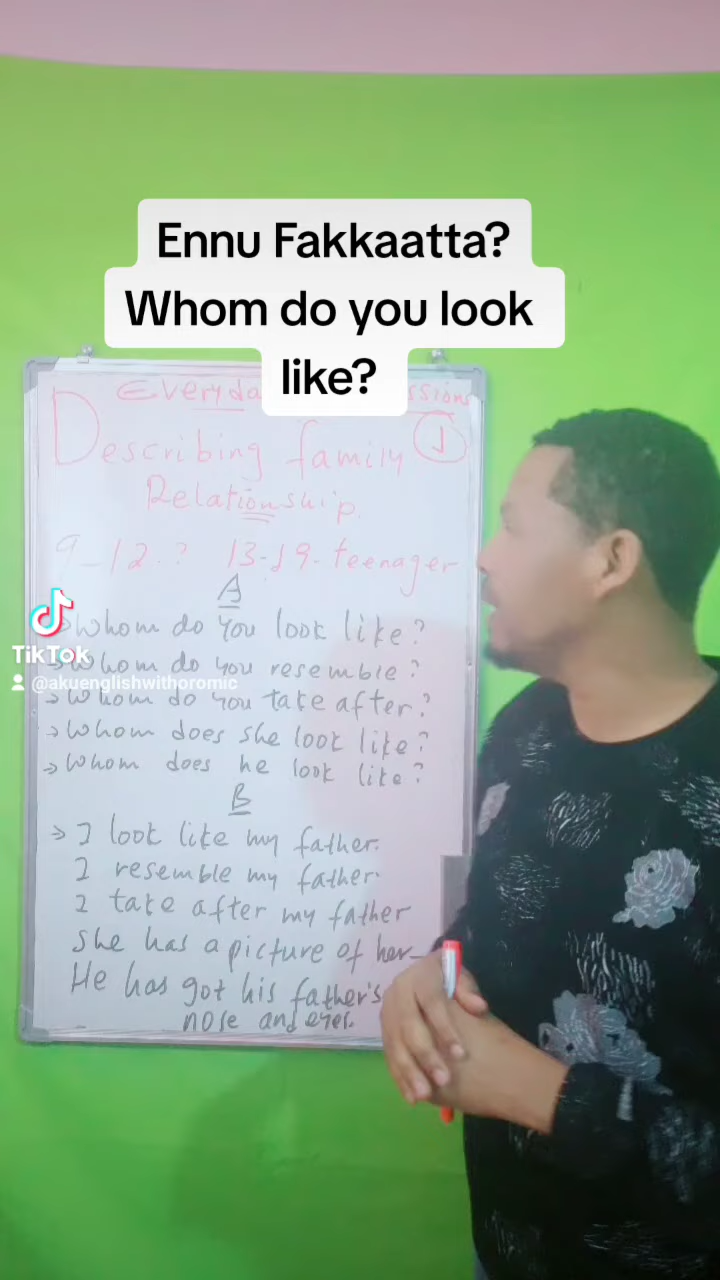 Ennu Fakkaatta?
Whom do you look
like?
Describing family 1
Relationship.
9-12.? 13-19- teenager
A
Whom do you look like?
TikTok
Whom do you resemble?
@akuenglishwithoromic
→ Whom do you take after?
→ Whom does she look like?
→ Whom does he look like?
B
→ I look like my father.
I resemble my father.
I take after my father
She has a picture of her
He has got his father's
nose and eyes.